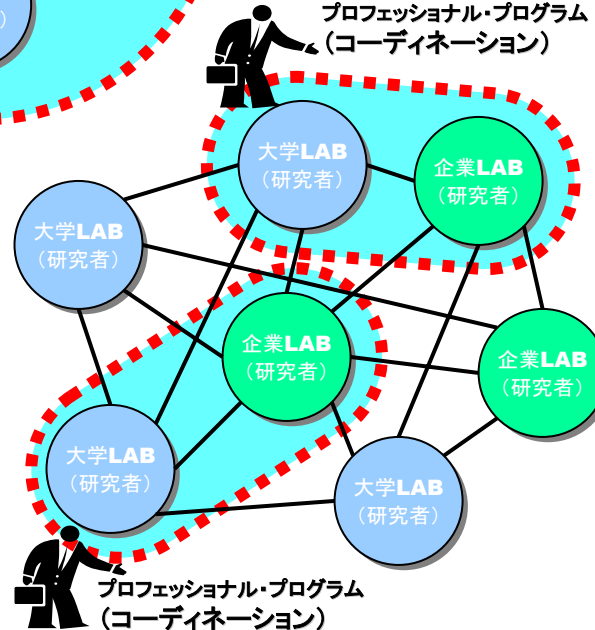 ）
プロフェッショナル・プログラム
（コーディネーション）
大学LAB
（研究者）
企業LAB
（研究者）
大学LAB
（研究者）
企業LAB
（研究者）
企業LAB
（研究者）
大学LAB
（研究者）
大学LAB
（研究者）
プロフェッショナル・プログラム
（コーディネーション）